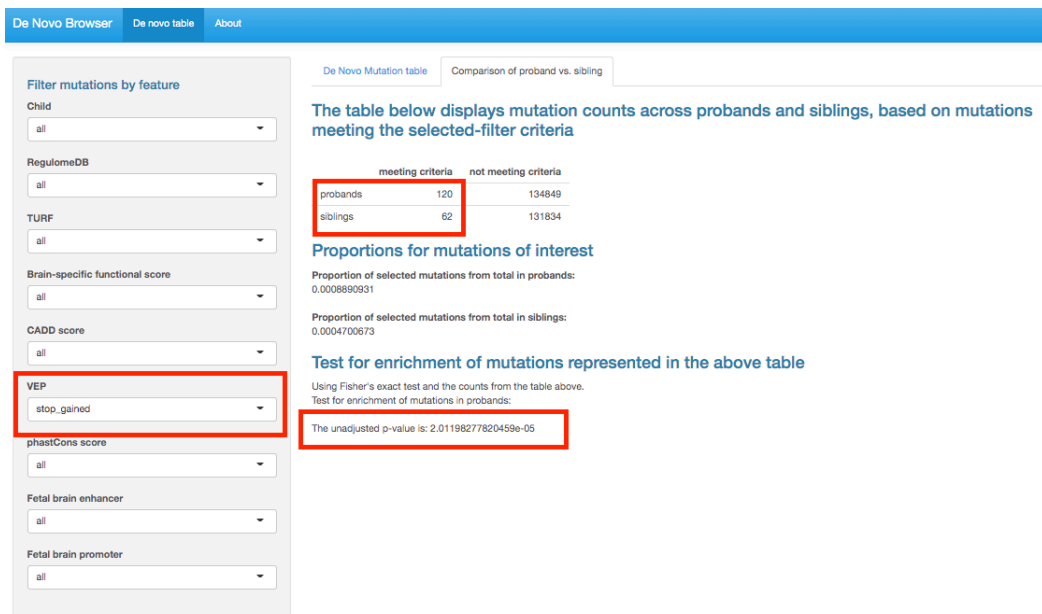 De Novo Browser De novo table About
Filter mutations by feature
Child
all
RegulomeDB
all
TURF
all
Brain-specific functional score
all
CADD score
all
VEP
stop_gained
phastCons score
all
Fetal brain enhancer
all
Fetal brain promoter
all
De Novo Mutation table Comparison of proband vs. sibling
The table below displays mutation counts across probands and siblings, based on mutations
meeting the selected-filter criteria
meeting criteria not meeting criteria
probands 120 134849
siblings 62 131834
Proportions for mutations of interest
Proportion of selected mutations from total in probands:
0.0008890931
Proportion of selected mutations from total in siblings:
0.0004700673
Test for enrichment of mutations represented in the above table
Using Fisher's exact test and the counts from the table above.
Test for enrichment of mutations in probands:
The unadjusted p-value is: 2.01198277820459e-05